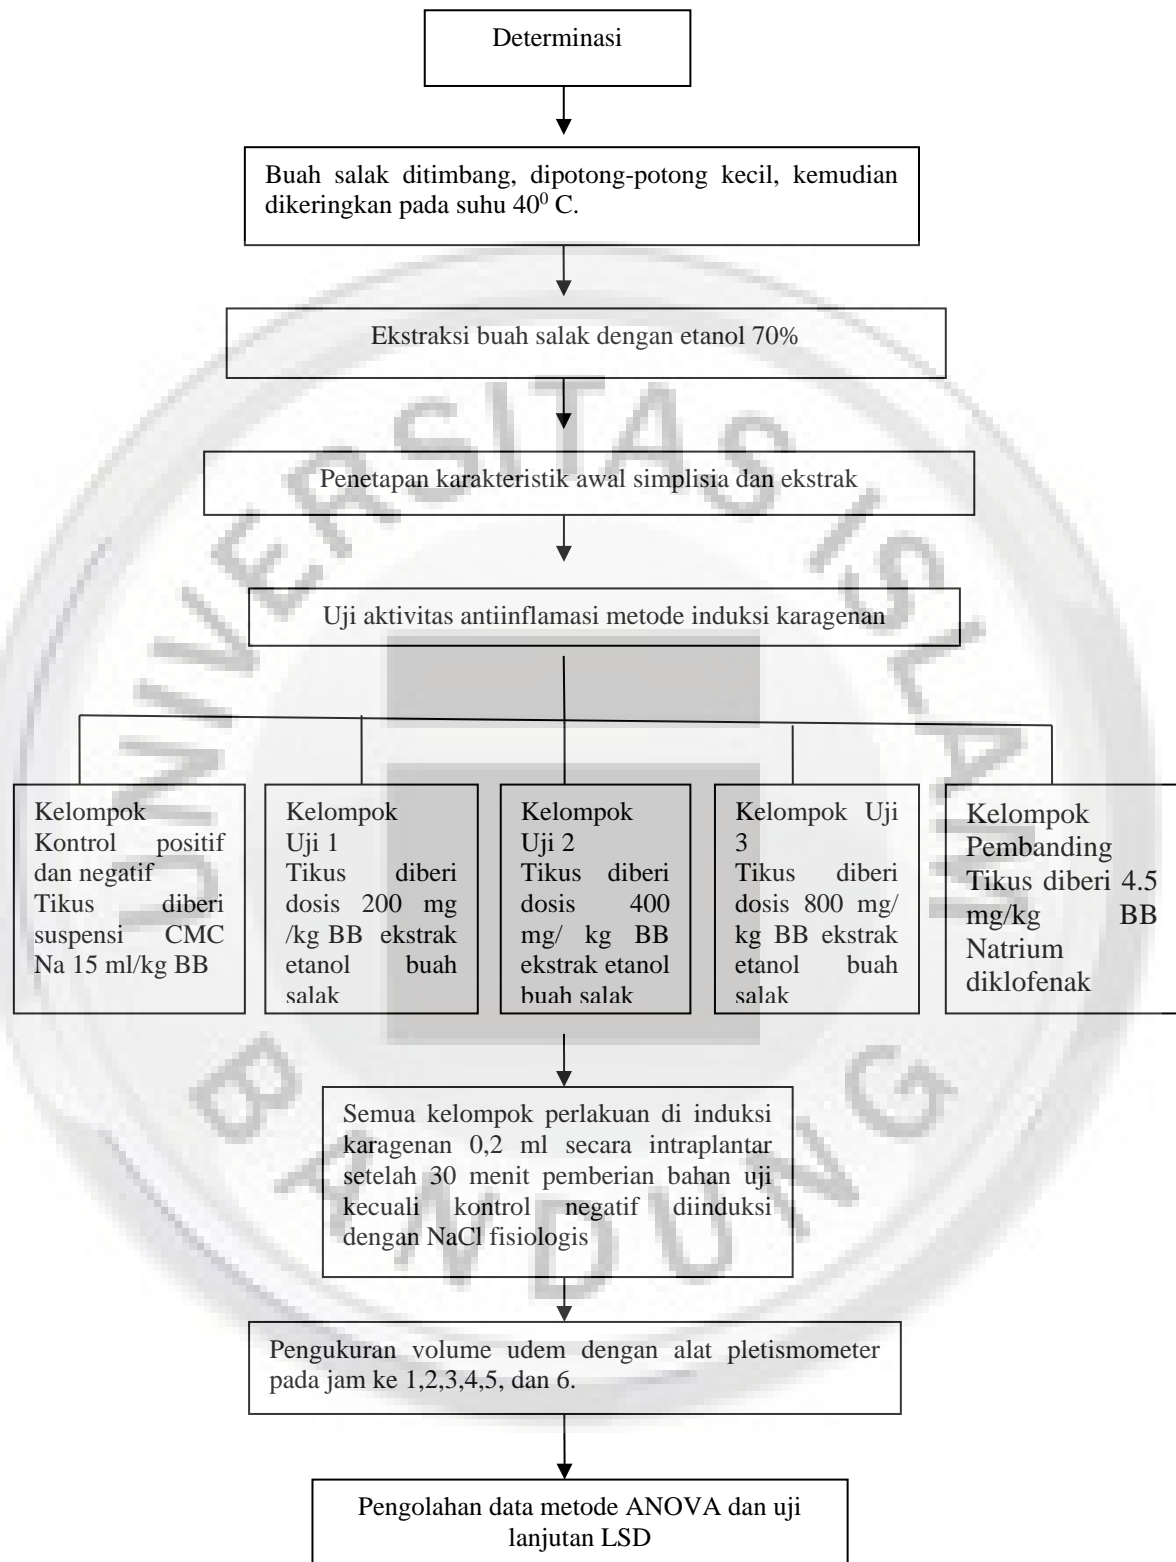 Determinasi
Buah salak ditimbang, dipotong-potong kecil, kemudian
dikeringkan pada suhu 40⁰ C.
Ekstraksi buah salak dengan etanol 70%
Penetapan karakteristik awal simplisia dan ekstrak
Uji aktivitas antiinflamasi metode induksi karagenan
Kelompok
Kontrol positif
dan negatif
Tikus diberi
suspensi CMC
Na 15 ml/kg BB
Kelompok
Uji 1
Tikus diberi
dosis 200 mg
/kg BB ekstrak
etanol buah
salak
Kelompok
Uji 2
Tikus diberi
dosis 400
mg/ kg BB
ekstrak etanol
buah salak
Kelompok Uji
3
Tikus diberi
dosis 800 mg/
kg BB ekstrak
etanol buah
salak
Kelompok
Pembanding
Tikus diberi 4.5
mg/kg BB
Natrium
diklofenak
Semua kelompok perlakuan di induksi
karagenan 0,2 ml secara intraplantar
setelah 30 menit pemberian bahan uji
kecuali kontrol negatif diinduksi
dengan NaCl fisiologis
Pengukuran volume udem dengan alat pletismometer
pada jam ke 1,2,3,4,5, dan 6.
Pengolahan data metode ANOVA dan uji
lanjutan LSD
UNIVERSITAS ISLAM
BANDUNG